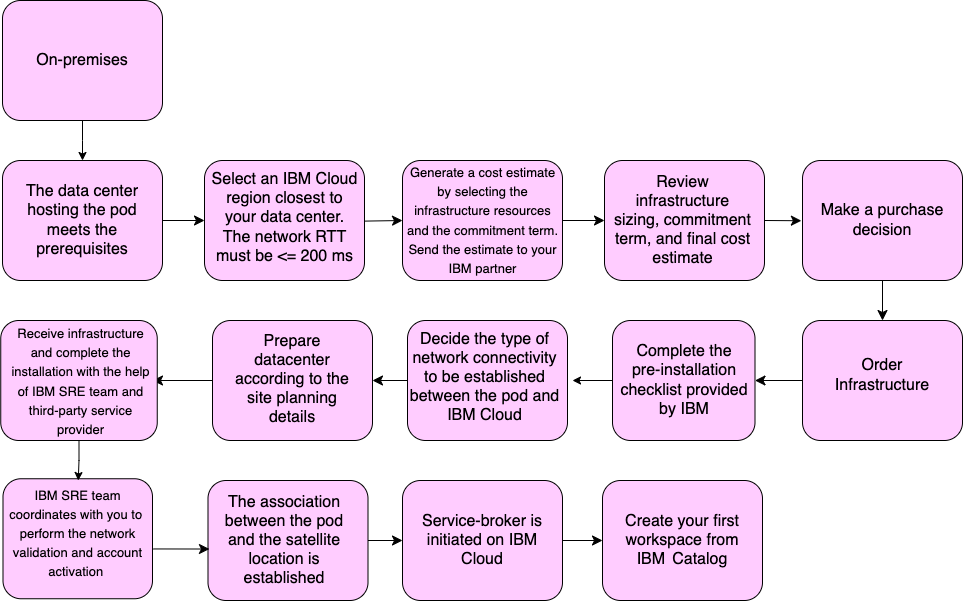 On-premises
The data center
hosting the pod
meets the
prerequisites
Select an IBM Cloud
region closest to
your data center.
The network RTT
must be <= 200 ms
Generate a cost estimate
by selecting the
infrastructure resources
and the commitment term.
Send the estimate to your
IBM partner
Review
infrastructure
sizing, commitment
term, and final cost
estimate
Make a purchase
decision
Order
Infrastructure
Complete the
pre-installation
checklist provided
by IBM
Decide the type of
network connectivity
to be established
between the pod and
IBM Cloud
Prepare
datacenter
according to the
site planning
details
Receive infrastructure
and complete the
installation with the help
of IBM SRE team and
third-party service
provider
IBM SRE team
coordinates with you to
perform the network
validation and account
activation
The association
between the pod
and the satellite
location is
established
Service-broker is
initiated on IBM
Cloud
Create your first
workspace from
IBM Catalog